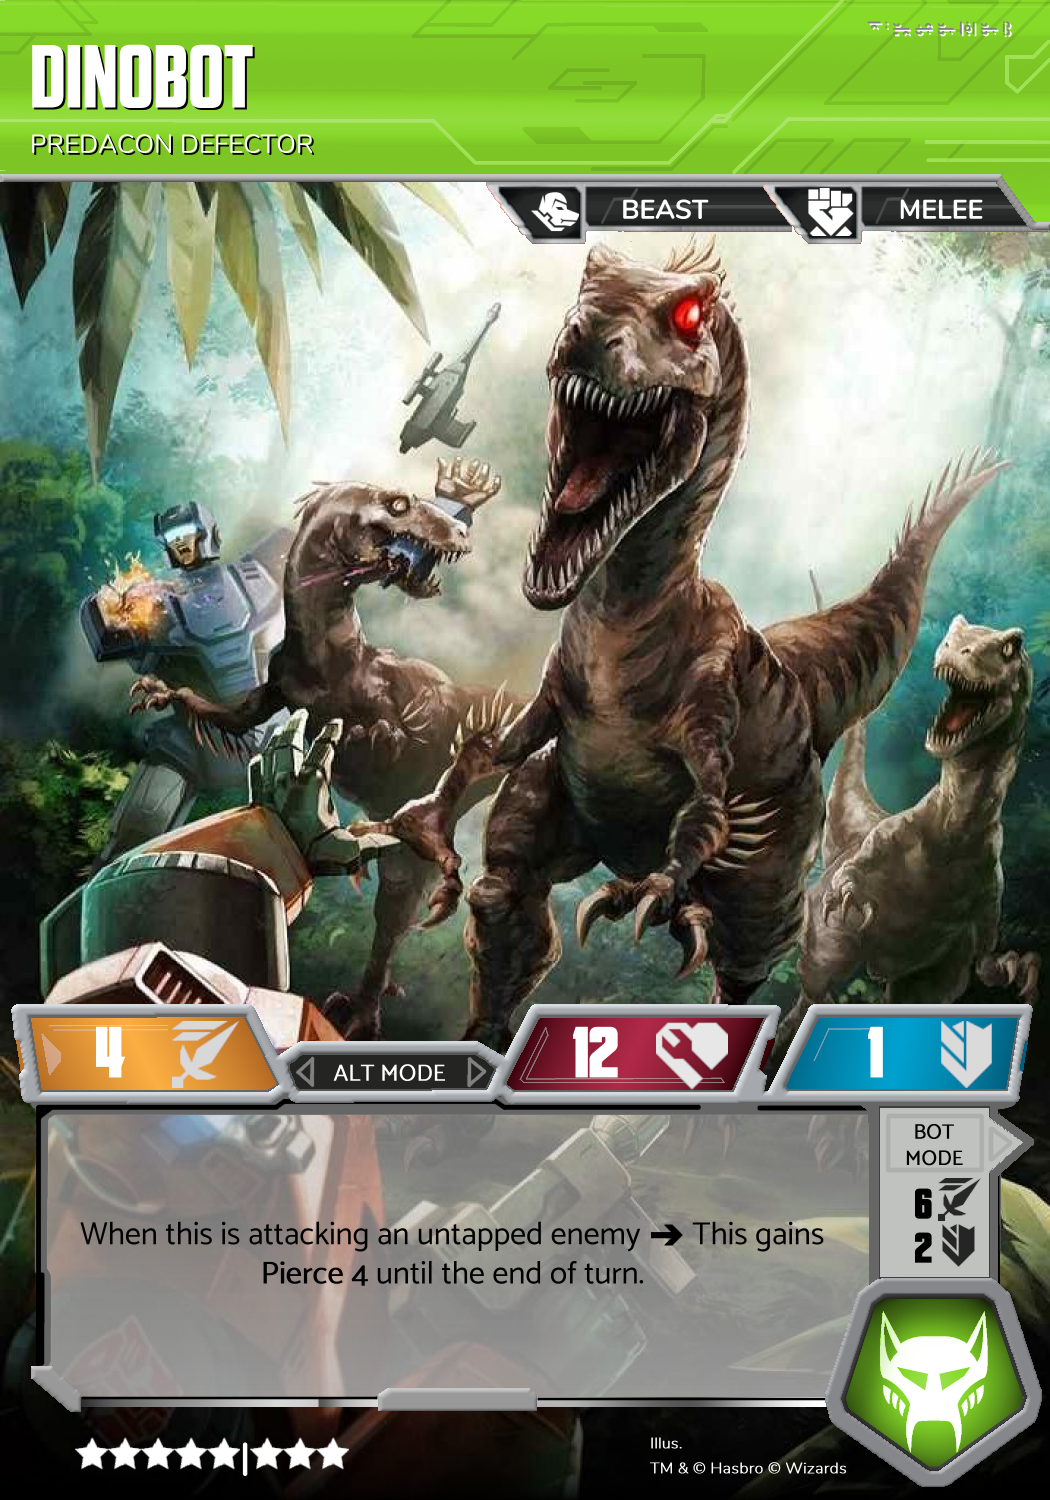 DINOBOT
PREDACON DEFECTOR
BEAST
MELEE
4
ALT MODE
12
1
BOT
MODE
6
2
When this is attacking an untapped enemy ➔ This gains
Pierce 4 until the end of turn.
★★★★★|★★★
Illus.
TM & © Hasbro © Wizards